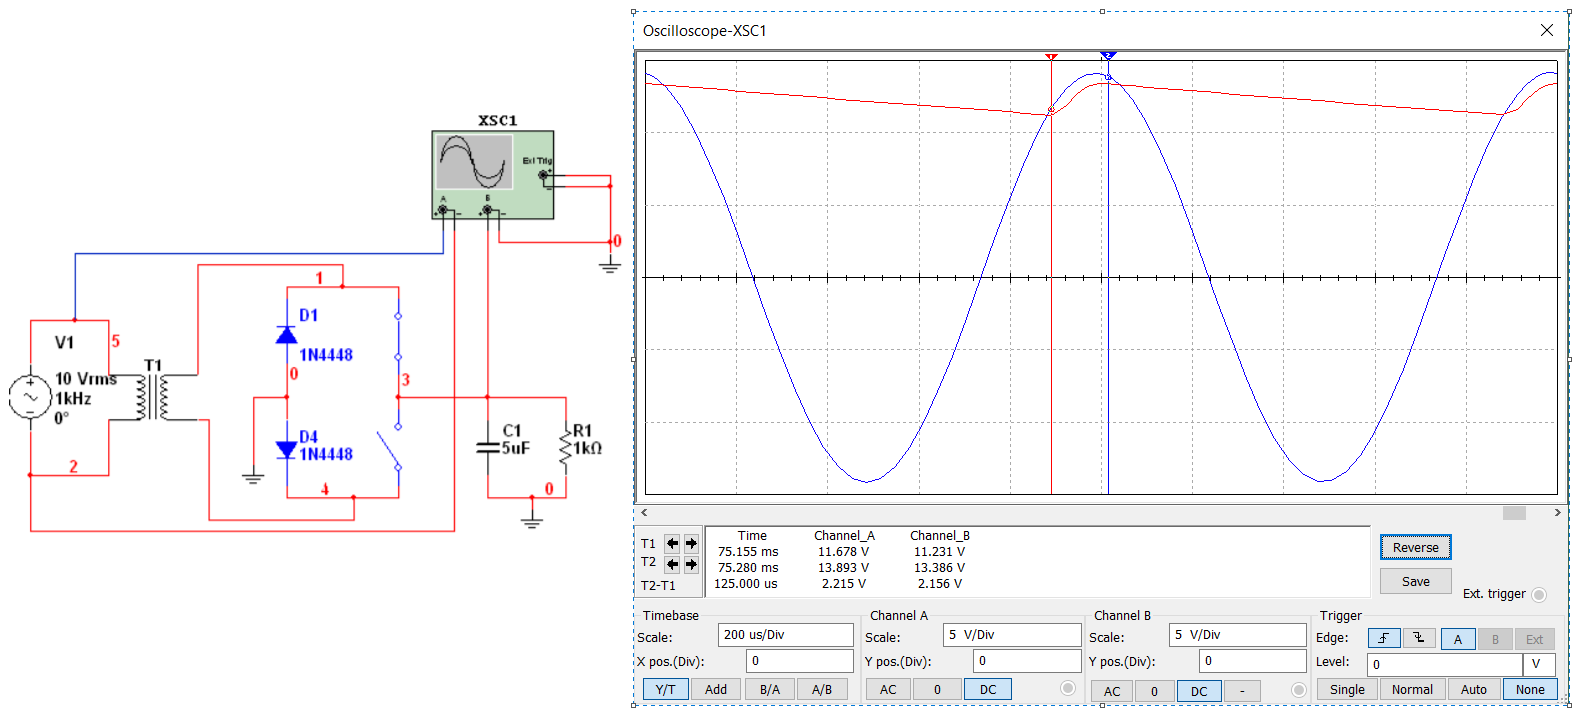 XSC1
Ext Trig
+
A
B
_
+
_
+
_
0
1
D1
V1
5
T1
1N4448
10 Vrms
0
3
1kHz
0°
D4
C1
R1
1N4448
5uF
1kΩ
2
4
0
Oscilloscope-XSC1
1
2
T1
T2
T2-T1
Time Channel_A Channel_B
75.155 ms 11.678 V 11.231 V
75.280 ms 13.893 V 13.386 V
125.000 us 2.215 V 2.156 V
Reverse
Save
Ext. trigger
Timebase
Scale: 200 us/Div
X pos.(Div): 0
Y/T Add B/A A/B
Channel A
Scale: 5 V/Div
Y pos.(Div): 0
AC 0 DC
Channel B
Scale: 5 V/Div
Y pos.(Div): 0
AC 0 DC -
Trigger
Edge: A B Ext
Level: 0 V
Single Normal Auto None